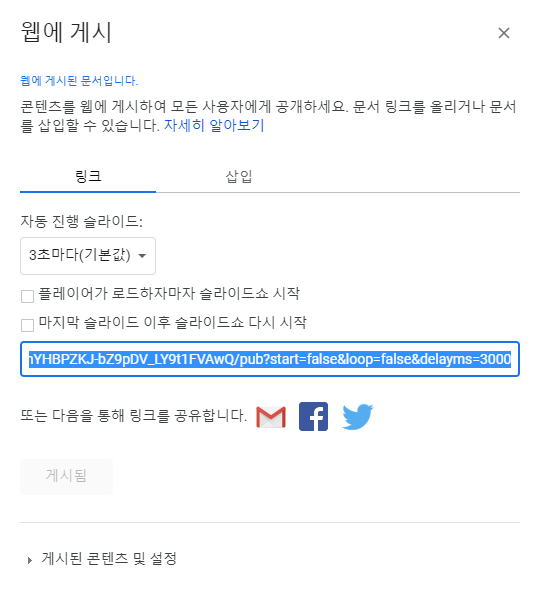 웹에 게시
웹에 게시된 문서입니다.
콘텐츠를 웹에 게시하여 모든 사용자에게 공개하세요. 문서 링크를 올리거나 문서
를 삽입할 수 있습니다. 자세히 알아보기
링크 삽입
자동 진행 슬라이드:
3초마다(기본값)
플레이어가 로드하자마자 슬라이드쇼 시작
마지막 슬라이드 이후 슬라이드쇼 다시 시작
YHBPZKJ-bZ9pDV_LY9t1FVAwQ/pub?start=false&loop=false&delayms=3000
또는 다음을 통해 링크를 공유합니다.
게시됨
게시된 콘텐츠 및 설정